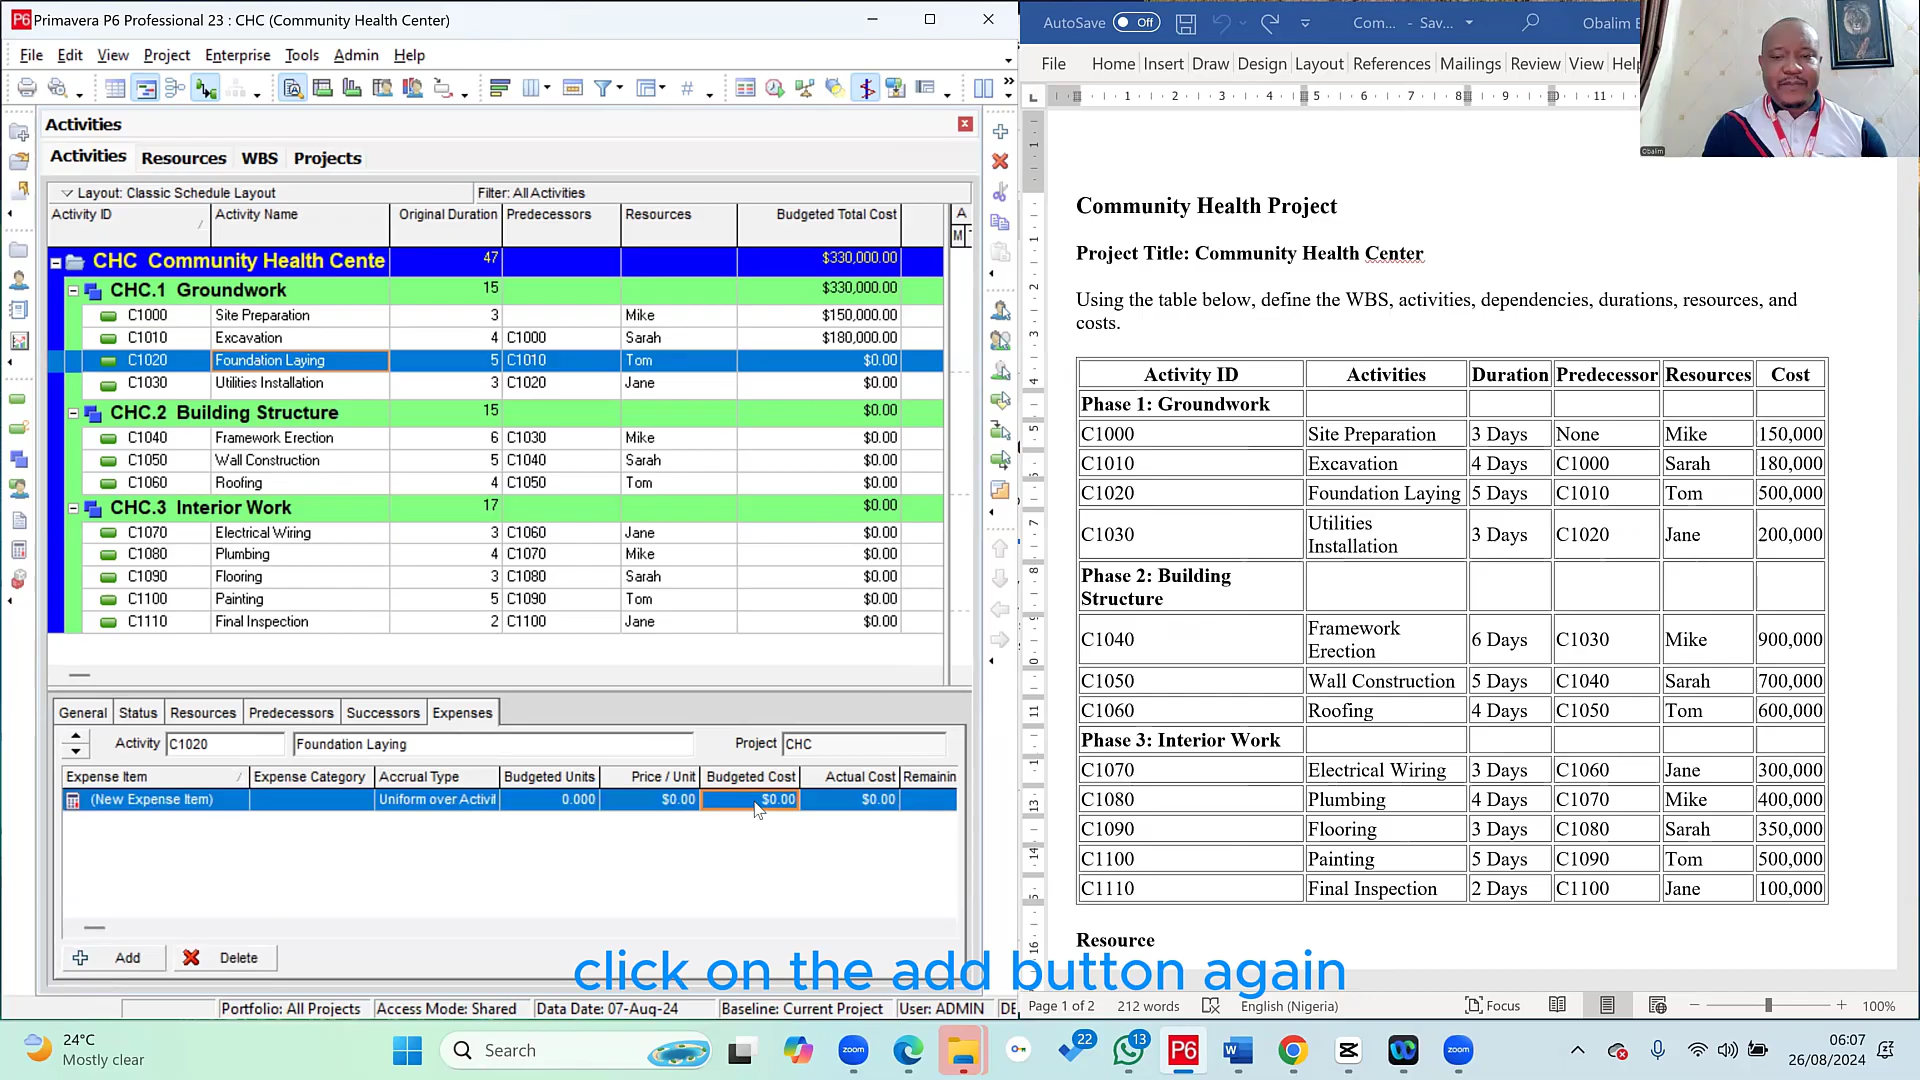 Primavera P6 Professional 23 : CHC (Community Health Center)
File Edit View Project Enterprise Tools Admin Help
Activities
Activities Resources WBS Projects
Layout: Classic Schedule Layout Filter: All Activities
Activity ID Activity Name Original Duration Predecessors Resources Budgeted Total Cost A
M
CHC Community Health Cente 47 $330,000.00
CHC.1 Groundwork 15 $330,000.00
C1000 Site Preparation 3 Mike $150,000.00
C1010 Excavation 4 C1000 Sarah $180,000.00
C1020 Foundation Laying 5 C1010 Tom $0.00
C1030 Utilities Installation 3 C1020 Jane $0.00
CHC.2 Building Structure 15 $0.00
C1040 Framework Erection 6 C1030 Mike $0.00
C1050 Wall Construction 5 C1040 Sarah $0.00
C1060 Roofing 4 C1050 Tom $0.00
CHC.3 Interior Work 17 $0.00
C1070 Electrical Wiring 3 C1060 Jane $0.00
C1080 Plumbing 4 C1070 Mike $0.00
C1090 Flooring 3 C1080 Sarah $0.00
C1100 Painting 5 C1090 Tom $0.00
C1110 Final Inspection 2 C1100 Jane $0.00
General Status Resources Predecessors Successors Expenses
Activity C1020 Foundation Laying Project CHC
Expense Item Expense Category Accrual Type Budgeted Units Price / Unit Budgeted Cost Actual Cost Remainin
(New Expense Item) Uniform over Activil 0.000 $0.00 $0.00 $0.00
Add Delete
Portfolio: All Projects Access Mode: Shared Data Date: 07-Aug-24 Baseline: Current Project User: ADMIN
AutoSave Off Com... - Sav... Obalim
File Home Insert Draw Design Layout References Mailings Review View Help
Obalim
Community Health Project
Project Title: Community Health Center
Using the table below, define the WBS, activities, dependencies, durations, resources, and
costs.
Activity ID Activities Duration Predecessor Resources Cost
Phase 1: Groundwork
C1000 Site Preparation 3 Days None Mike 150,000
C1010 Excavation 4 Days C1000 Sarah 180,000
C1020 Foundation Laying 5 Days C1010 Tom 500,000
C1030 Utilities Installation 3 Days C1020 Jane 200,000
Phase 2: Building
Structure
C1040 Framework Erection 6 Days C1030 Mike 900,000
C1050 Wall Construction 5 Days C1040 Sarah 700,000
C1060 Roofing 4 Days C1050 Tom 600,000
Phase 3: Interior Work
C1070 Electrical Wiring 3 Days C1060 Jane 300,000
C1080 Plumbing 4 Days C1070 Mike 400,000
C1090 Flooring 3 Days C1080 Sarah 350,000
C1100 Painting 5 Days C1090 Tom 500,000
C1110 Final Inspection 2 Days C1100 Jane 100,000
Resource
click on the add button again
Page 1 of 2 212 words English (Nigeria) Focus 100%
24°C
Mostly clear
Search
zoom
22
13
P6
zoom
06:07
26/08/2024